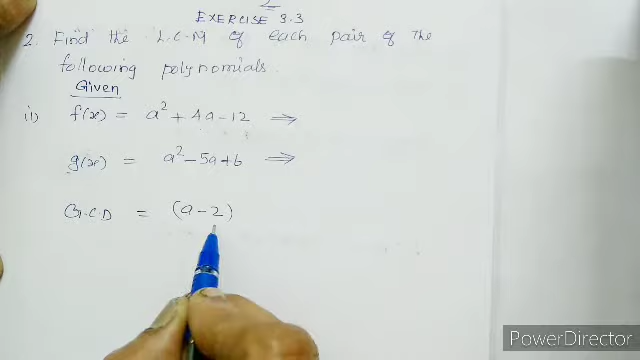 EXERCISE 3.3
2. Find the L.C.M of each pair of the
following polynomials.
Given
ii) f(x) = a² + 4a - 12 ⇒
g(x) = a² - 5a + 6 ⇒
G.C.D = (a - 2)
PowerDirector